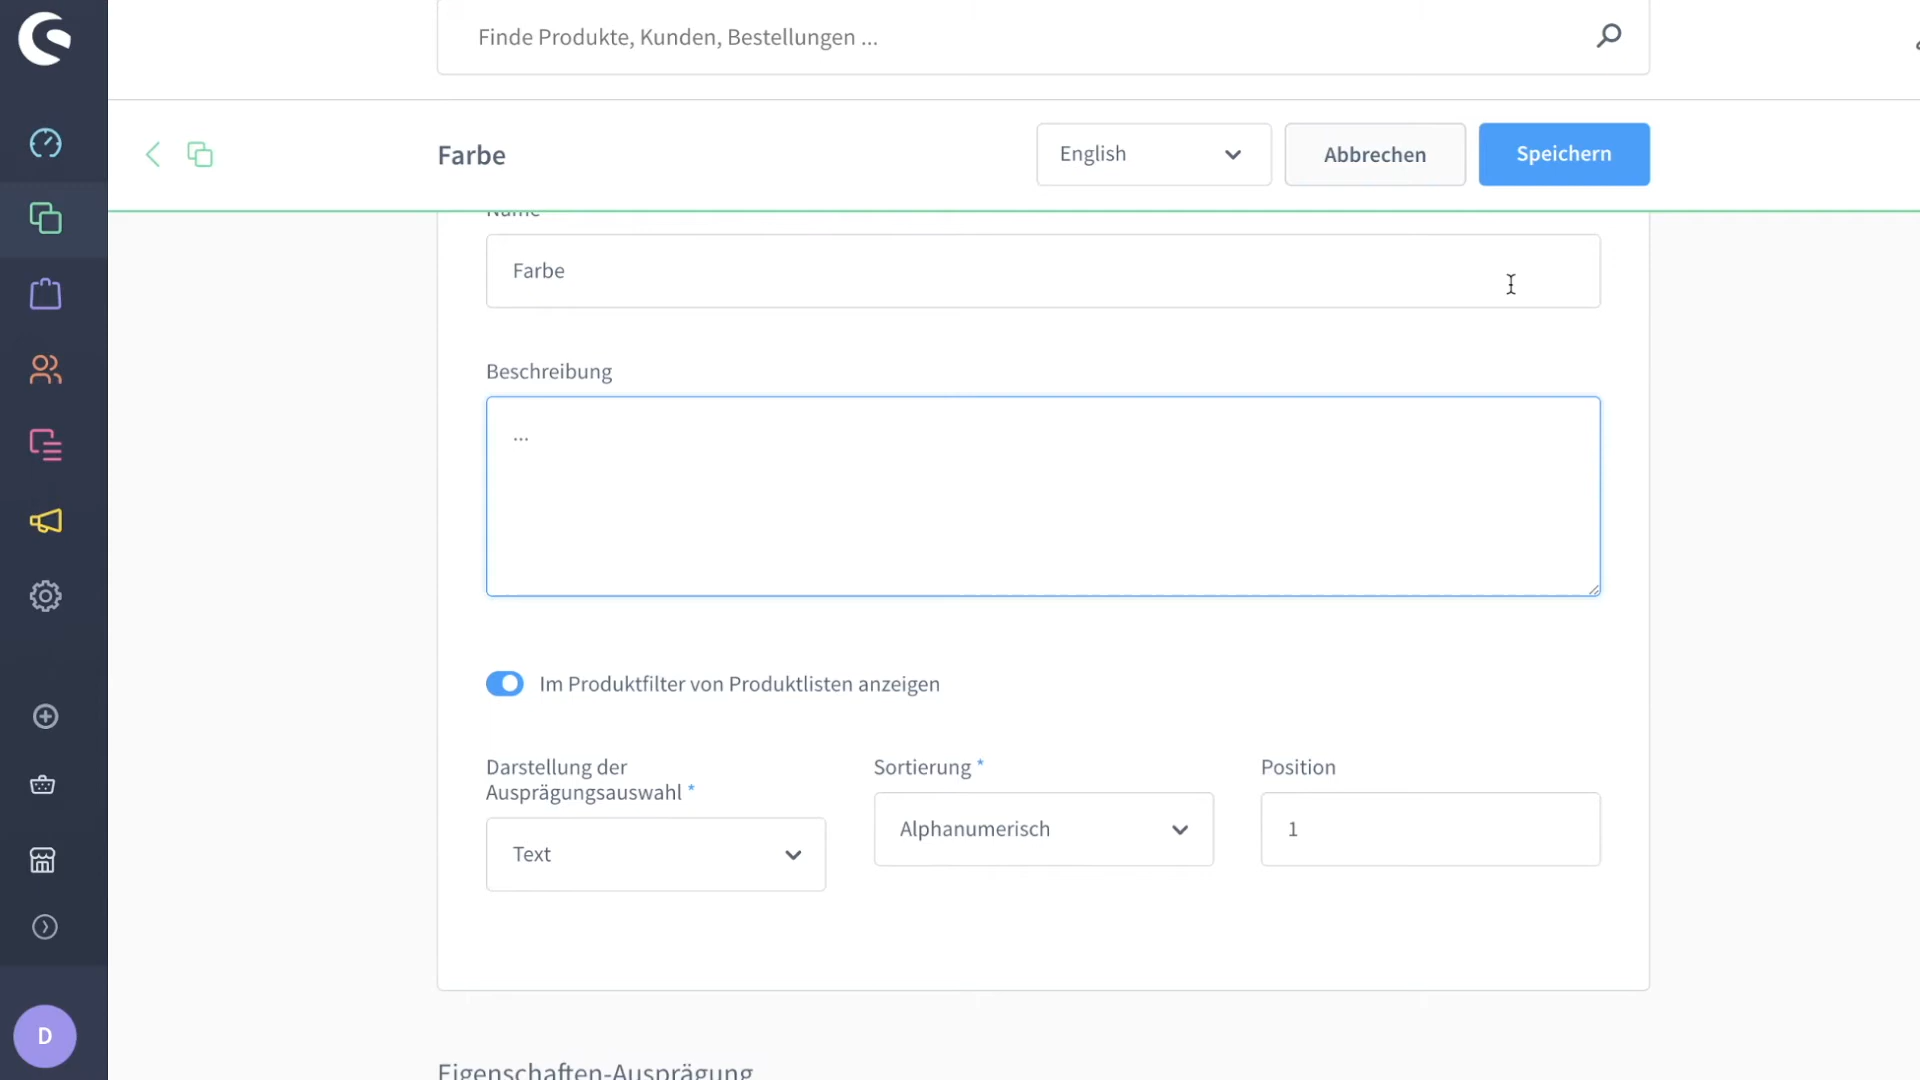 Finde Produkte, Kunden, Bestellungen ...
Farbe
English
Abbrechen
Speichern
Name
Farbe
Beschreibung
...
Im Produktfilter von Produktlisten anzeigen
Darstellung der
Ausprägungsauswahl *
Sortierung *
Position
Text
Alphanumerisch
1
Eigenschaften-Ausprägung
D